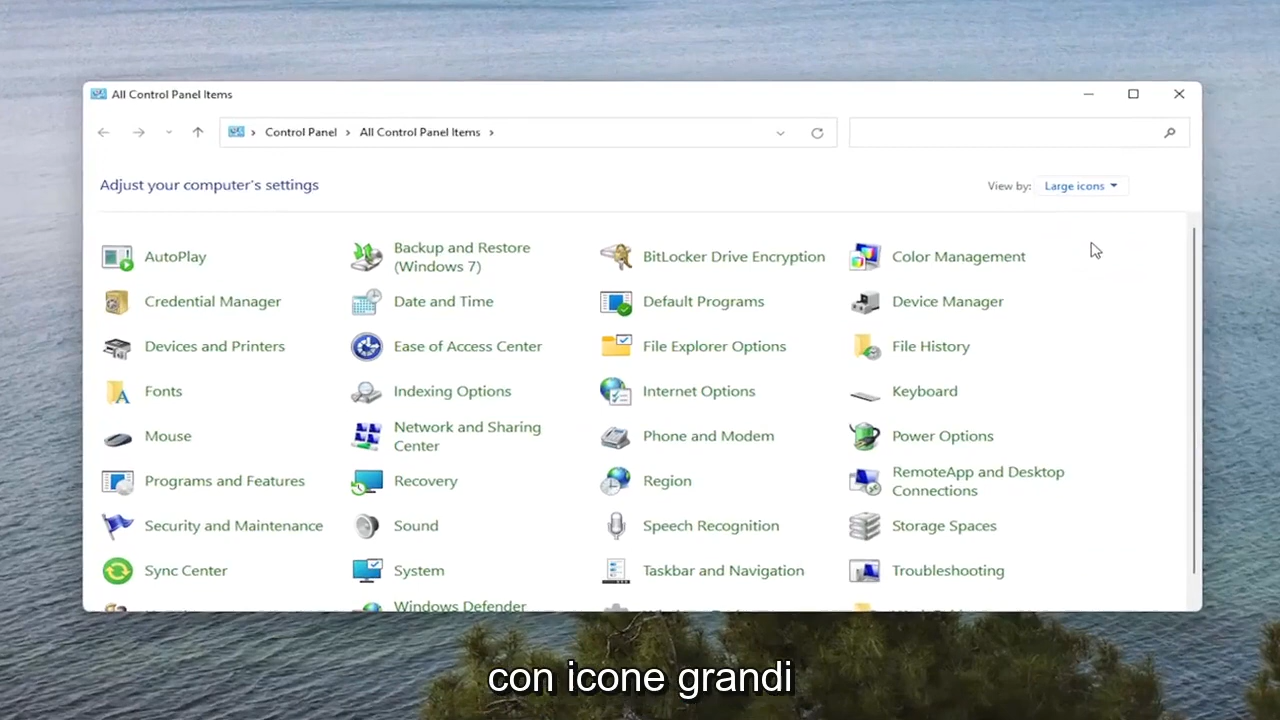 All Control Panel Items
Control Panel > All Control Panel Items >
Adjust your computer's settings
View by: Large icons
AutoPlay
Backup and Restore
(Windows 7)
BitLocker Drive Encryption
Color Management
Credential Manager
Date and Time
Default Programs
Device Manager
Devices and Printers
Ease of Access Center
File Explorer Options
File History
Fonts
Indexing Options
Internet Options
Keyboard
Mouse
Network and Sharing
Center
Phone and Modem
Power Options
Programs and Features
Recovery
Region
RemoteApp and Desktop
Connections
Security and Maintenance
Sound
Speech Recognition
Storage Spaces
Sync Center
System
Taskbar and Navigation
Troubleshooting
Windows Defender
con icone grandi